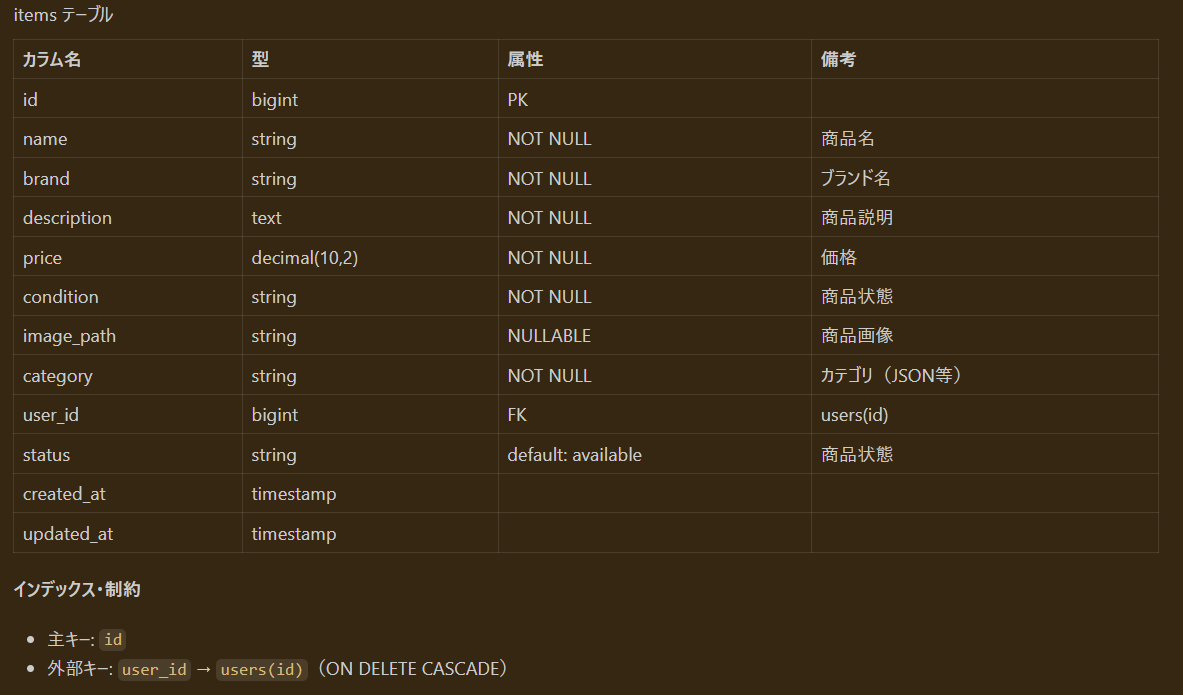 items テーブル
カラム名 型 属性 備考
id bigint PK
name string NOT NULL 商品名
brand string NOT NULL ブランド名
description text NOT NULL 商品説明
price decimal(10,2) NOT NULL 価格
condition string NOT NULL 商品状態
image_path string NULLABLE 商品画像
category string NOT NULL カテゴリ（JSON等）
user_id bigint FK users(id)
status string default: available 商品状態
created_at timestamp
updated_at timestamp
インデックス・制約
• 主キー: id
• 外部キー: user_id → users(id)（ON DELETE CASCADE）